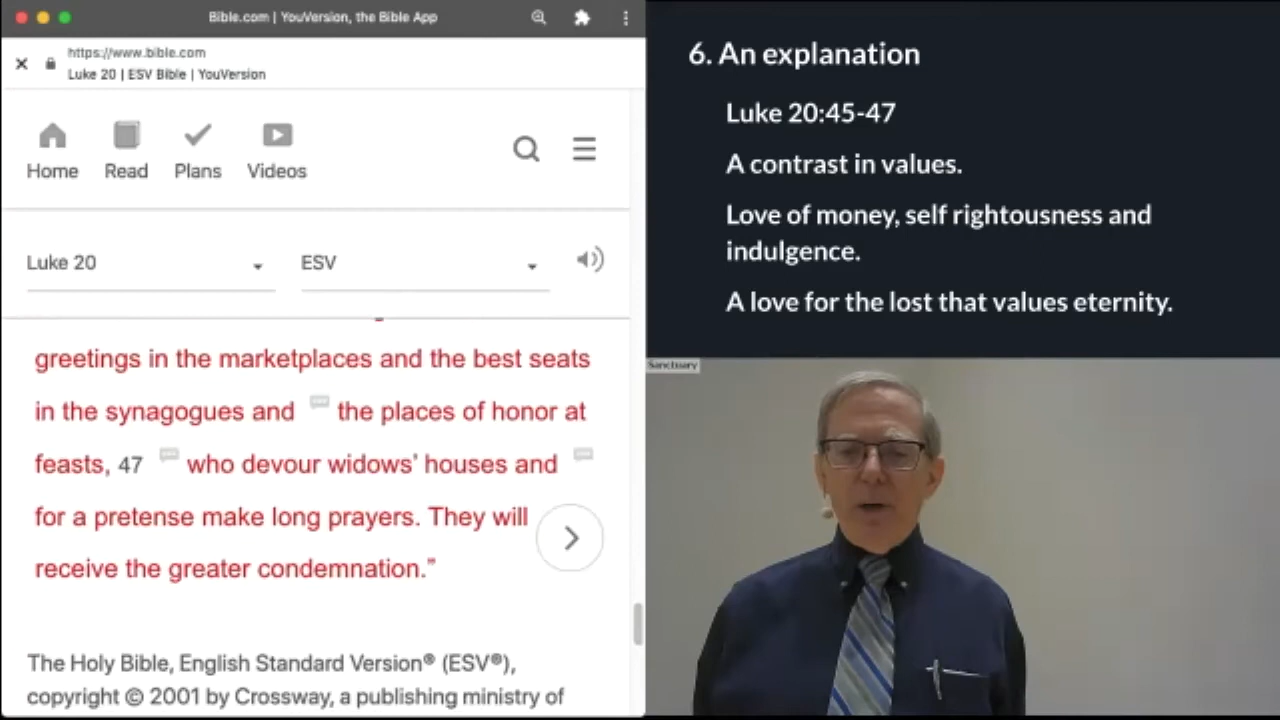 Bible.com | YouVersion, the Bible App
https://www.bible.com
Luke 20 | ESV Bible | YouVersion
Home Read Plans Videos
Luke 20 ESV
greetings in the marketplaces and the best seats
in the synagogues and the places of honor at
feasts, 47 who devour widows' houses and
for a pretense make long prayers. They will
receive the greater condemnation.”
The Holy Bible, English Standard Version® (ESV®),
copyright © 2001 by Crossway, a publishing ministry of
6. An explanation
Luke 20:45-47
A contrast in values.
Love of money, self rightousness and
indulgence.
A love for the lost that values eternity.
Sanctuary